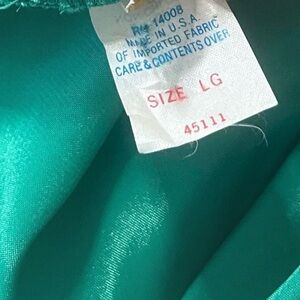 RN 14008
MADE IN U.S.A.
OF IMPORTED FABRIC
CARE & CONTENTS OVER
SIZE LG
45111